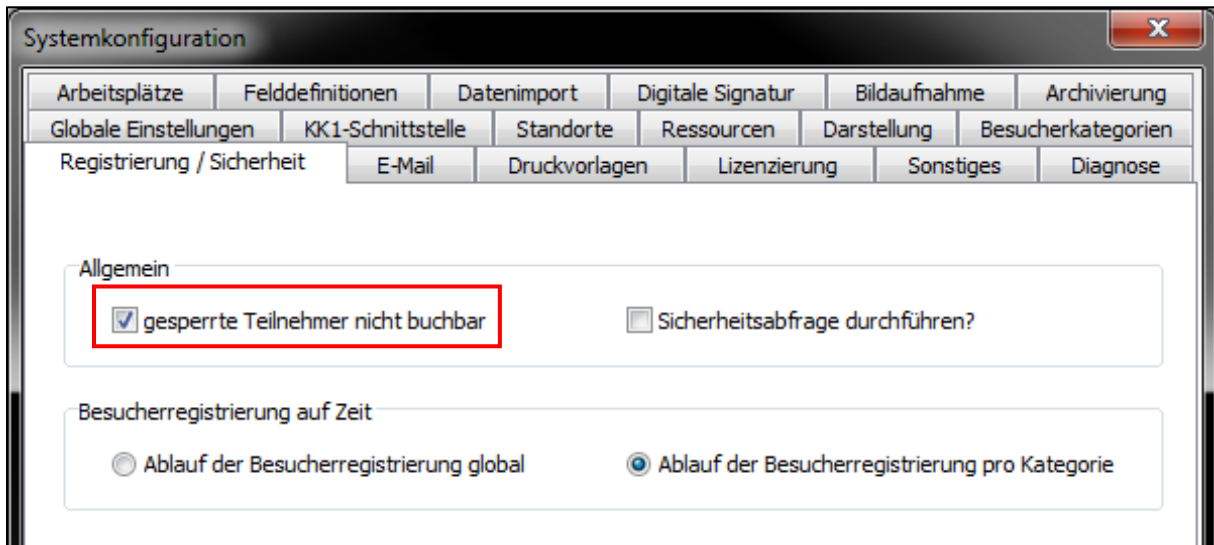 Systemkonfiguration
Arbeitsplätze Felddefinitionen Datenimport Digitale Signatur Bildaufnahme Archivierung
Globale Einstellungen KK1-Schnittstelle Standorte Ressourcen Darstellung Besucherkategorien
Registrierung / Sicherheit E-Mail Druckvorlagen Lizenzierung Sonstiges Diagnose
Allgemein
gesperrte Teilnehmer nicht buchbar Sicherheitsabfrage durchführen?
Besucherregistrierung auf Zeit
Ablauf der Besucherregistrierung global Ablauf der Besucherregistrierung pro Kategorie